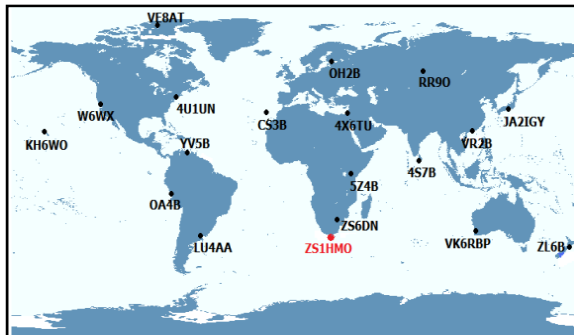 VE8AT
OH2B
RR9O
W6WX
4U1UN
CS3B
4X6TU
JA2IGY
KH6WO
YV5B
VR2B
4S7B
5Z4B
OA4B
ZS6DN
LU4AA
ZS1HMO
VK6RBP
ZL6B